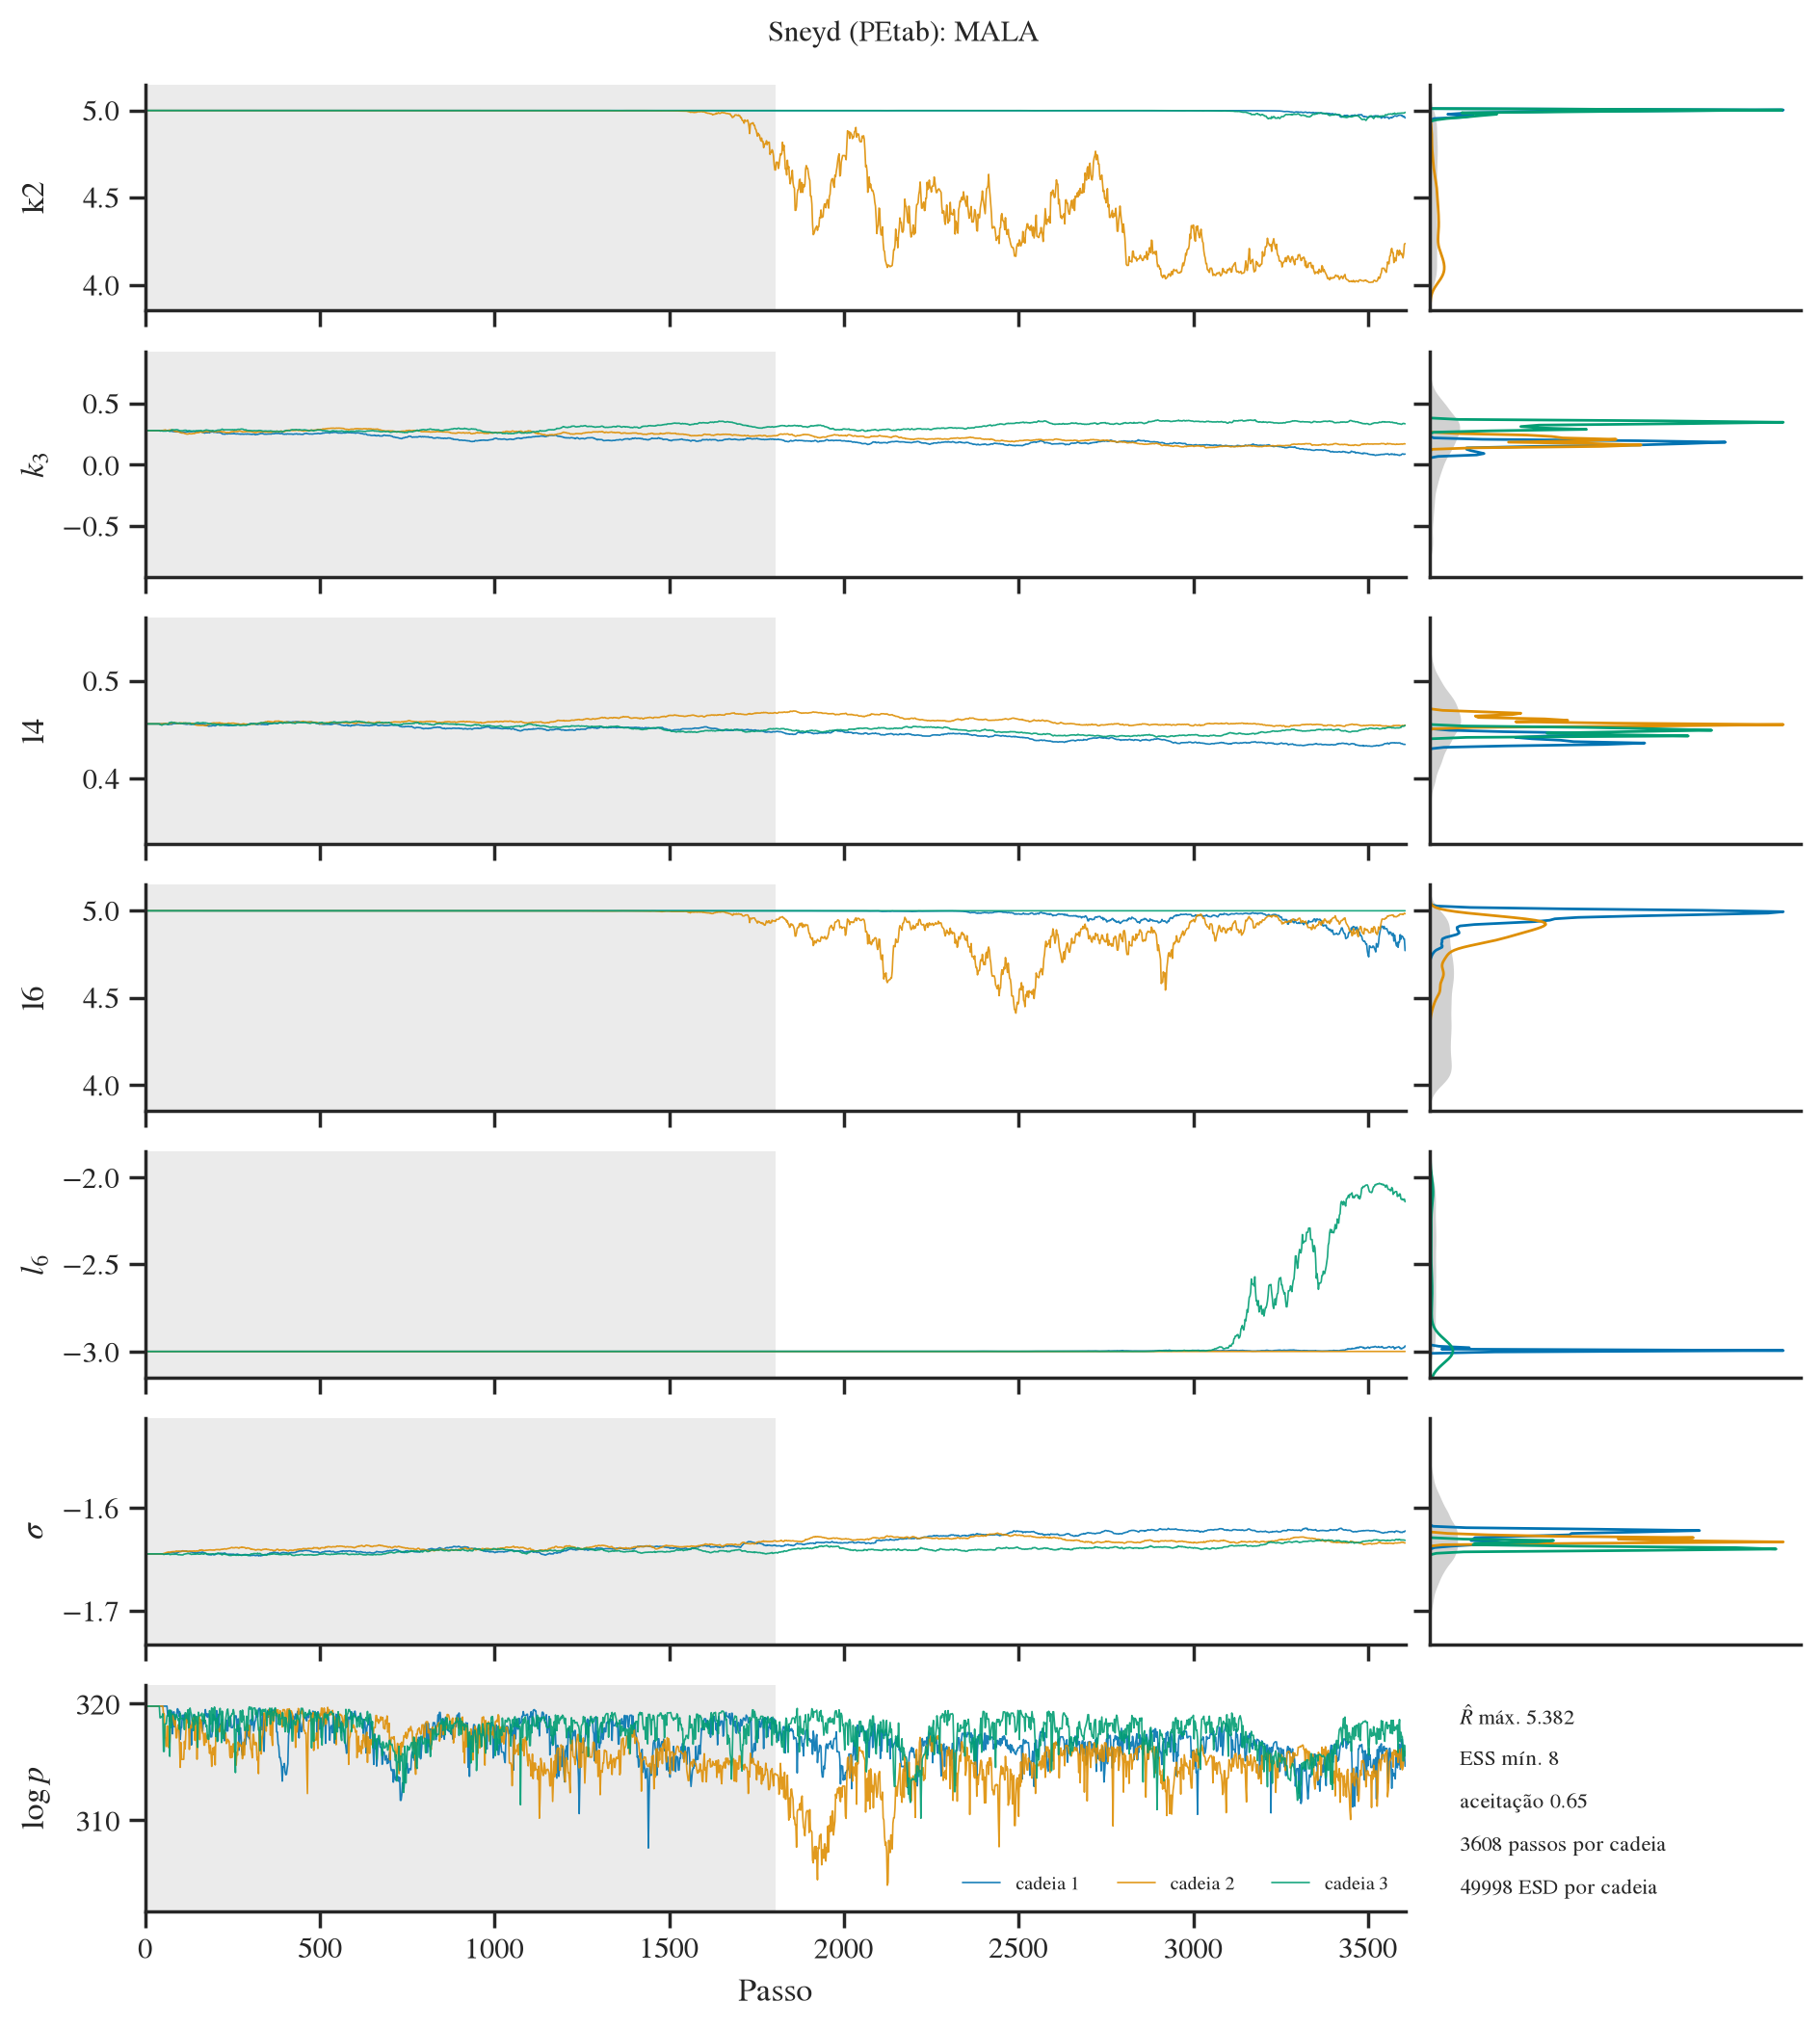 Sneyd (PEtab): MALA
k2
5.0
4.5
4.0
k3
0.5
0.0
−0.5
l4
0.5
0.4
l6
5.0
4.5
4.0
l6
−2.0
−2.5
−3.0
σ
−1.6
−1.7
log p
320
310
cadeia 1
cadeia 2
cadeia 3
R̂ máx. 5.382
ESS mín. 8
aceitação 0.65
3608 passos por cadeia
49998 ESD por cadeia
0 500 1000 1500 2000 2500 3000 3500
Passo